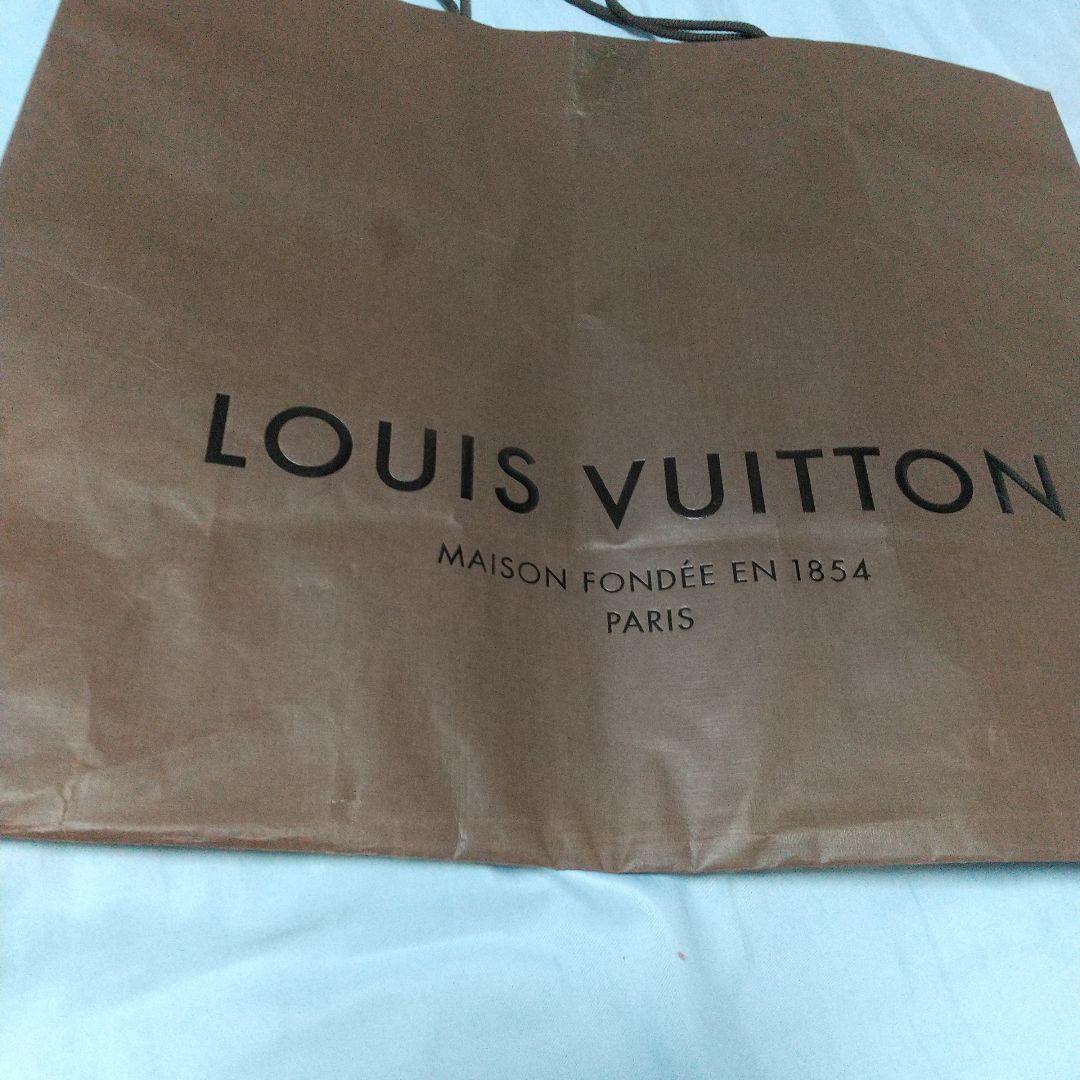 LOUIS VUITTON
MAISON FONDÉE EN 1854
PARIS